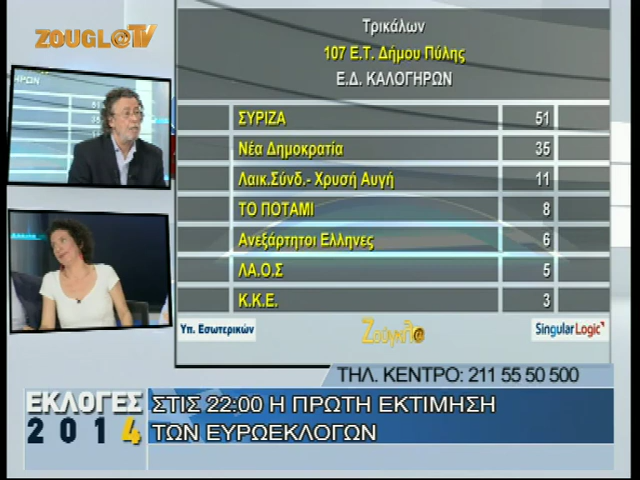 ZOUGL@TV
Τρικάλων
107 Ε.Τ. Δήμου Πύλης
Ε.Δ. ΚΑΛΟΓΗΡΩΝ
ΣΥΡΙΖΑ 51
Νέα Δημοκρατία 35
Λαικ.Σύνδ.- Χρυσή Αυγή 11
ΤΟ ΠΟΤΑΜΙ 8
Ανεξάρτητοι Ελληνες 6
ΛΑ.Ο.Σ 5
Κ.Κ.Ε. 3
Υπ. Εσωτερικών Ζούγκλ@ SingularLogic
ΤΗΛ. ΚΕΝΤΡΟ: 211 55 50 500
ΕΚΛΟΓΕΣ
2014
ΣΤΙΣ 22:00 Η ΠΡΩΤΗ ΕΚΤΙΜΗΣΗ
ΤΩΝ ΕΥΡΩΕΚΛΟΓΩΝ